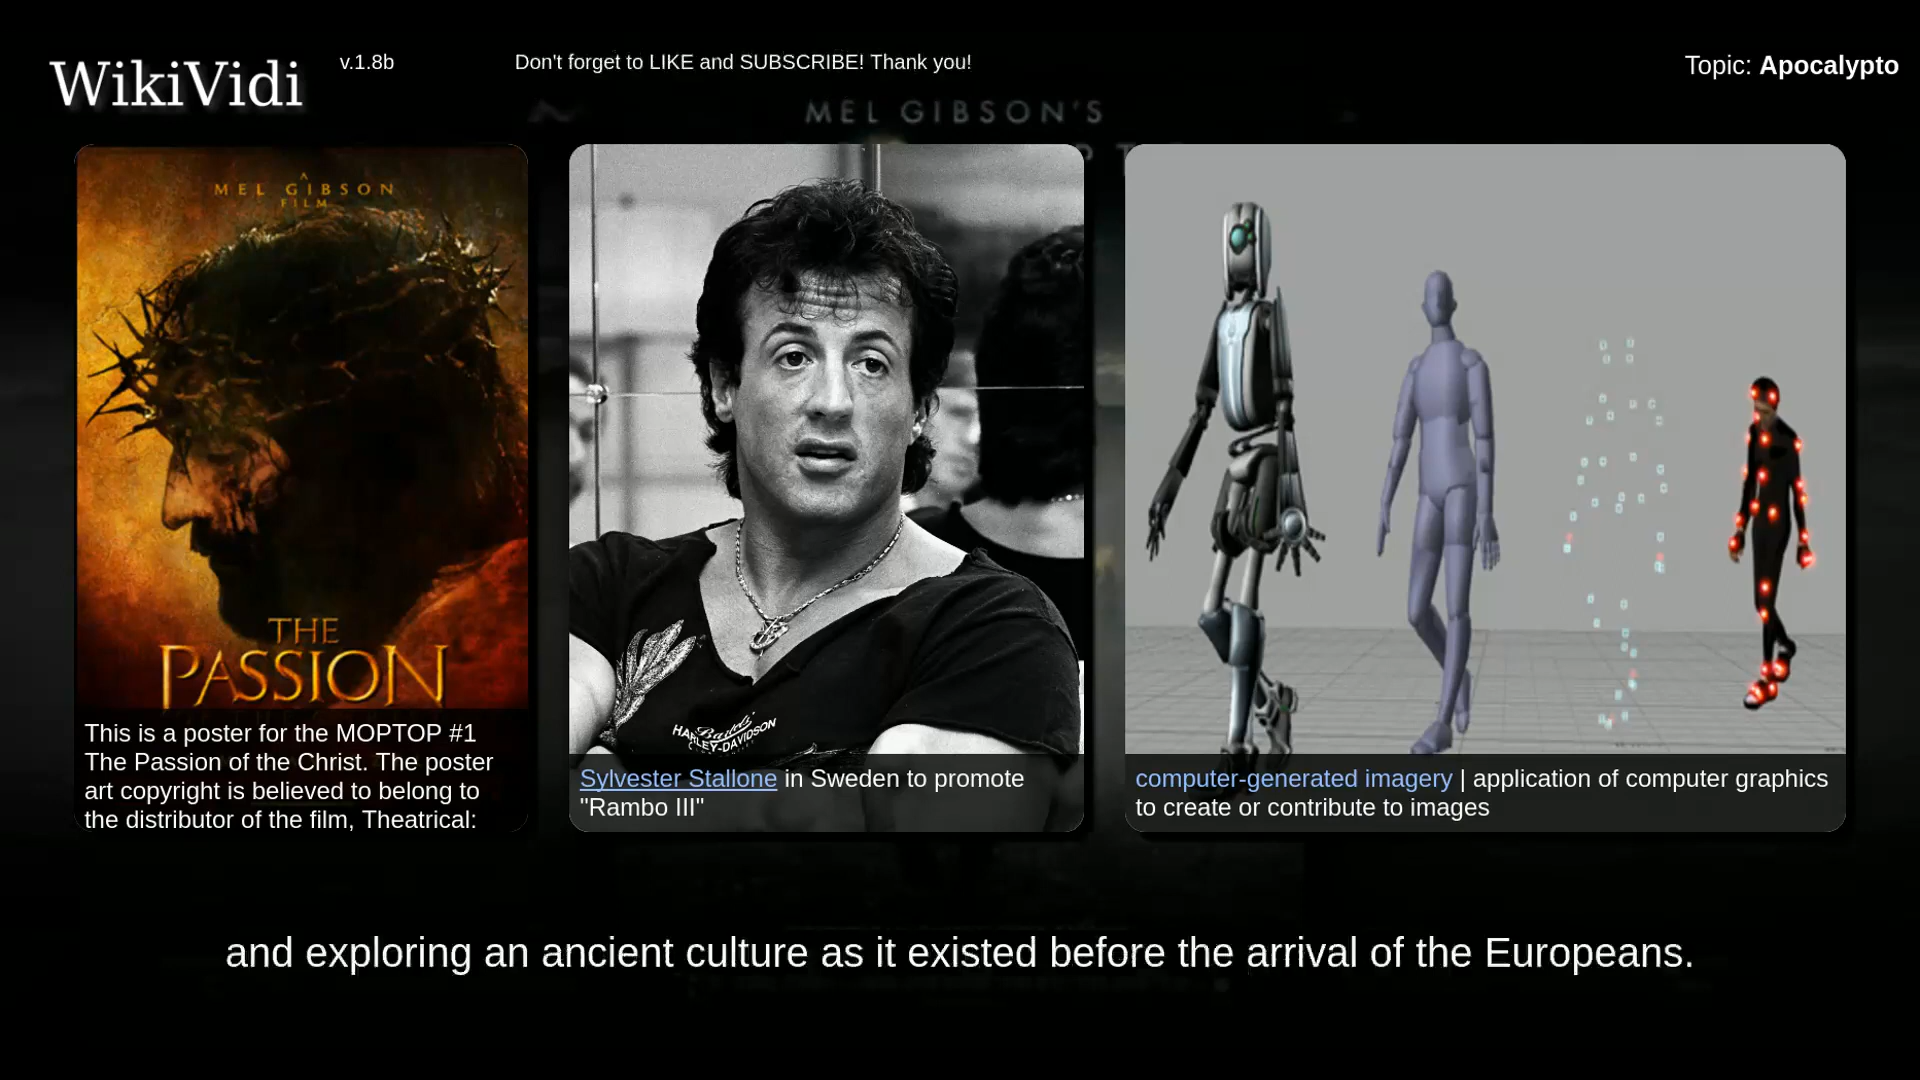 WikiVidi
v.1.8b
Don't forget to LIKE and SUBSCRIBE! Thank you!
Topic: Apocalypto
MEL GIBSON'S
A
MEL GIBSON
FILM
THE
PASSION
This is a poster for the MOPTOP #1
The Passion of the Christ. The poster
art copyright is believed to belong to
the distributor of the film, Theatrical:
HARLEY-DAVIDSON
Sylvester Stallone in Sweden to promote
"Rambo III"
computer-generated imagery | application of computer graphics
to create or contribute to images
and exploring an ancient culture as it existed before the arrival of the Europeans.